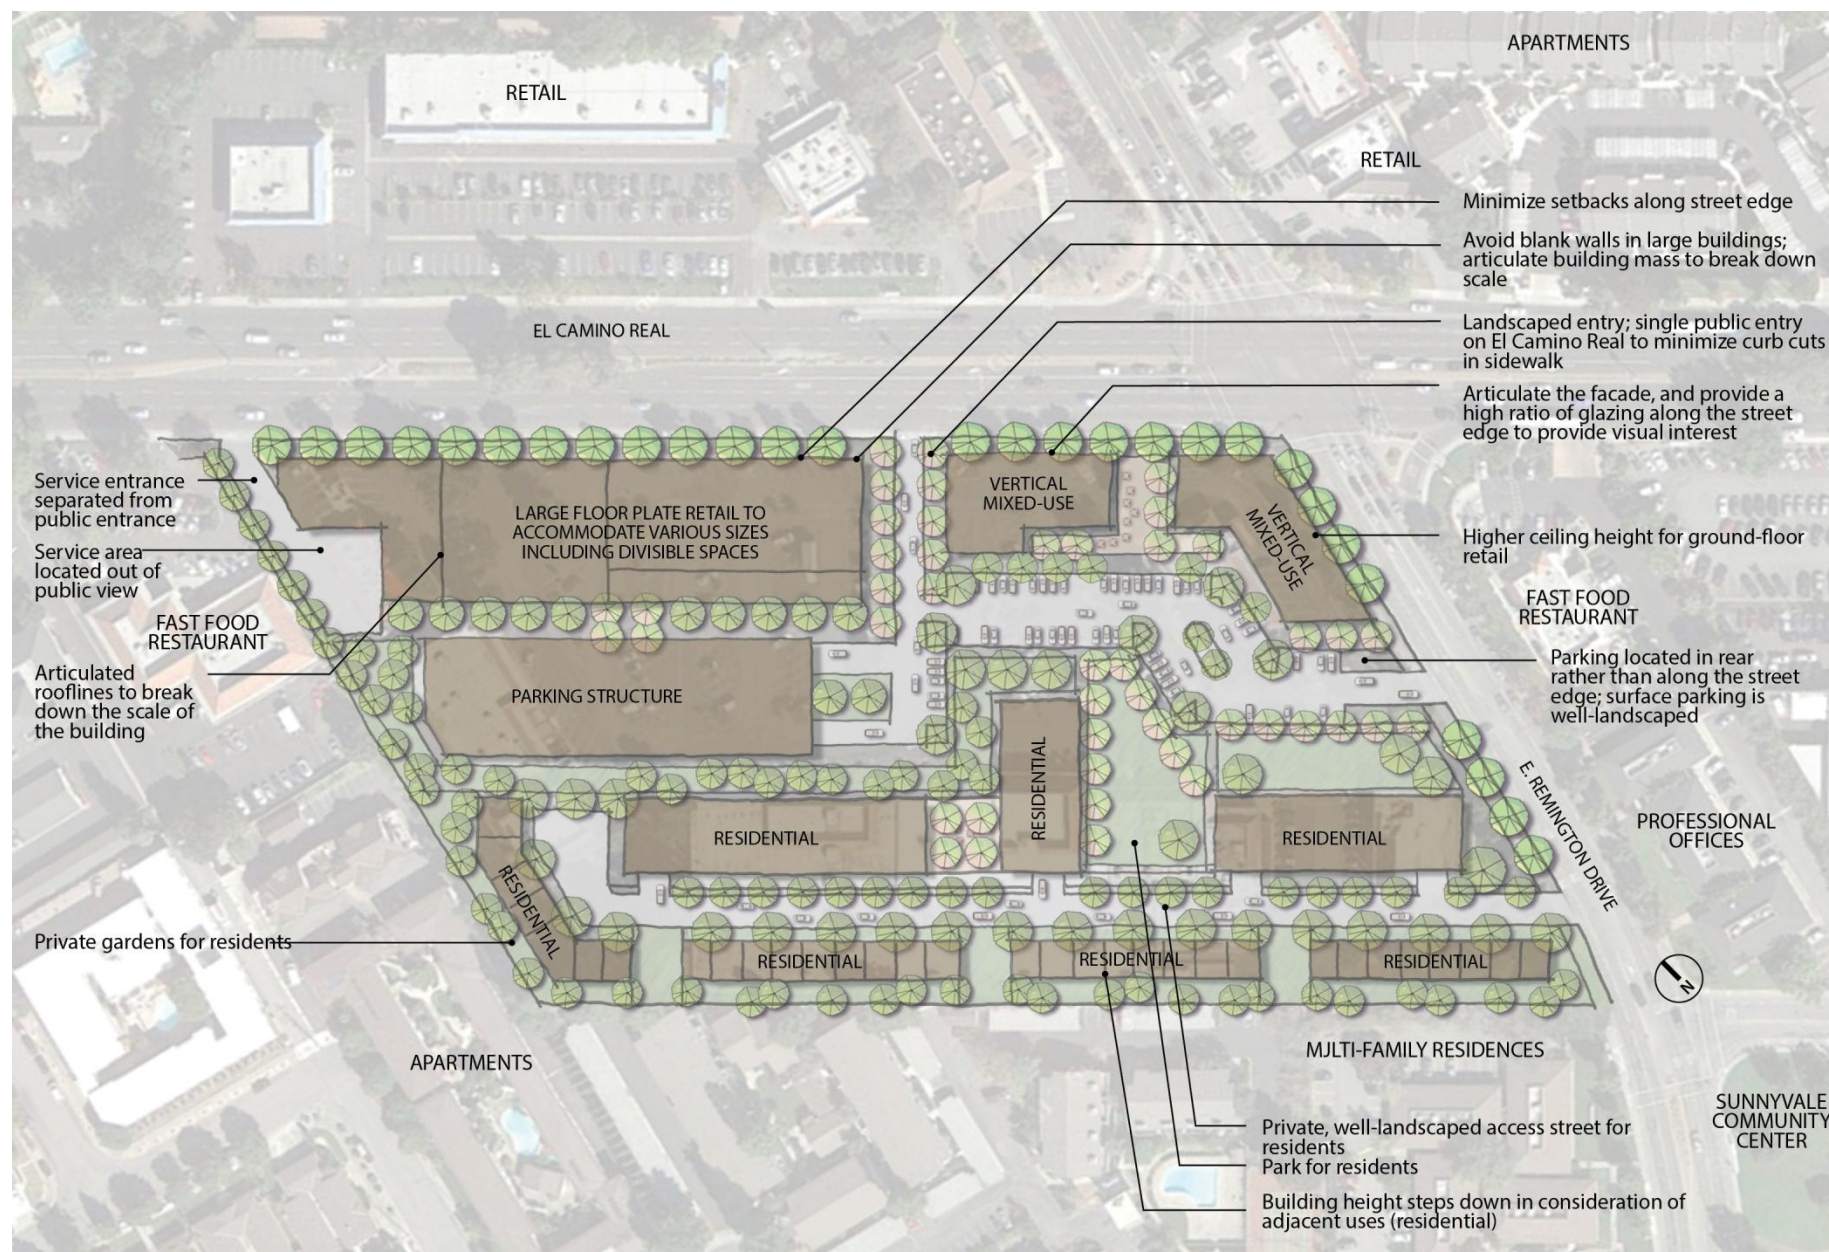 APARTMENTS
RETAIL
RETAIL
Minimize setbacks along street edge
Avoid blank walls in large buildings;
articulate building mass to break down
scale
EL CAMINO REAL
Landscaped entry; single public entry
on El Camino Real to minimize curb cuts
in sidewalk
Articulate the facade, and provide a
high ratio of glazing along the street
edge to provide visual interest
Service entrance
separated from
public entrance
Service area
located out of
public view
FAST FOOD
RESTAURANT
Articulated
rooflines to break
down the scale of
the building
LARGE FLOOR PLATE RETAIL TO
ACCOMMODATE VARIOUS SIZES
INCLUDING DIVISIBLE SPACES
VERTICAL
MIXED-USE
VERTICAL
MIXED-USE
Higher ceiling height for ground-floor
retail
FAST FOOD
RESTAURANT
Parking located in rear
rather than along the street
edge; surface parking is
well-landscaped
PARKING STRUCTURE
RESIDENTIAL
RESIDENTIAL
RESIDENTIAL
E. REMINGTON DRIVE
PROFESSIONAL
OFFICES
RESIDENTIAL
Private gardens for residents
RESIDENTIAL
RESIDENTIAL
RESIDENTIAL
N
APARTMENTS
MJLTI-FAMILY RESIDENCES
SUNNYVALE
COMMUNITY
CENTER
Private, well-landscaped access street for
residents
Park for residents
Building height steps down in consideration of
adjacent uses (residential)